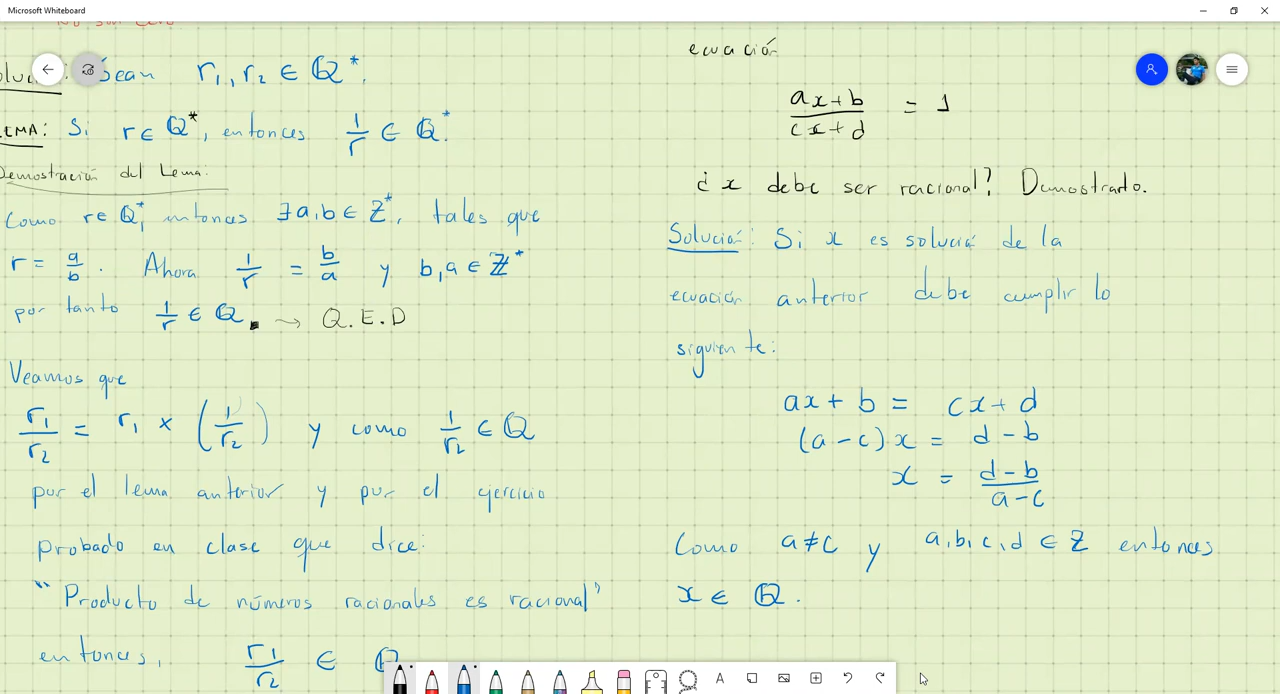 Microsoft Whiteboard
Sean r₁, r₂ ∈ ℚ*.
LEMA: Si r ∈ ℚ*, entonces 1/r ∈ ℚ*.
Demostración del Lema:
Como r ∈ ℚ*, entonces ∃ a,b ∈ ℤ*, tales que
r = a/b. Ahora 1/r = b/a y b,a ∈ ℤ*
por tanto 1/r ∈ ℚ. → Q.E.D
Veamos que
r₁/r₂ = r₁ × (1/r₂) y como 1/r₂ ∈ ℚ
por el lema anterior y por el ejercicio
probado en clase que dice:
"Producto de números racionales es racional"
entonces, r₁/r₂ ∈ ℚ
ecuación
(ax+b)/(cx+d) = 1
¿x debe ser racional? Demostrarlo.
Solución: Si x es solución de la
ecuación anterior debe cumplir lo
siguiente:
ax + b = cx + d
(a - c) x = d - b
x = (d - b)/(a - c)
Como a ≠ c y a, b, c, d ∈ ℤ entonces
x ∈ ℚ.